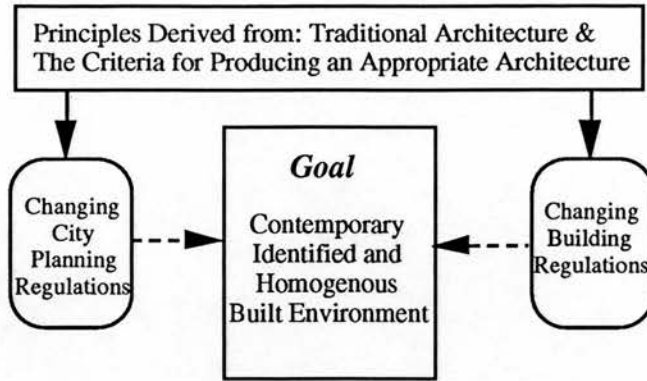 Principles Derived from: Traditional Architecture &
The Criteria for Producing an Appropriate Architecture
Changing
City
Planning
Regulations
Goal
Contemporary
Identified and
Homogenous
Built Environment
Changing
Building
Regulations